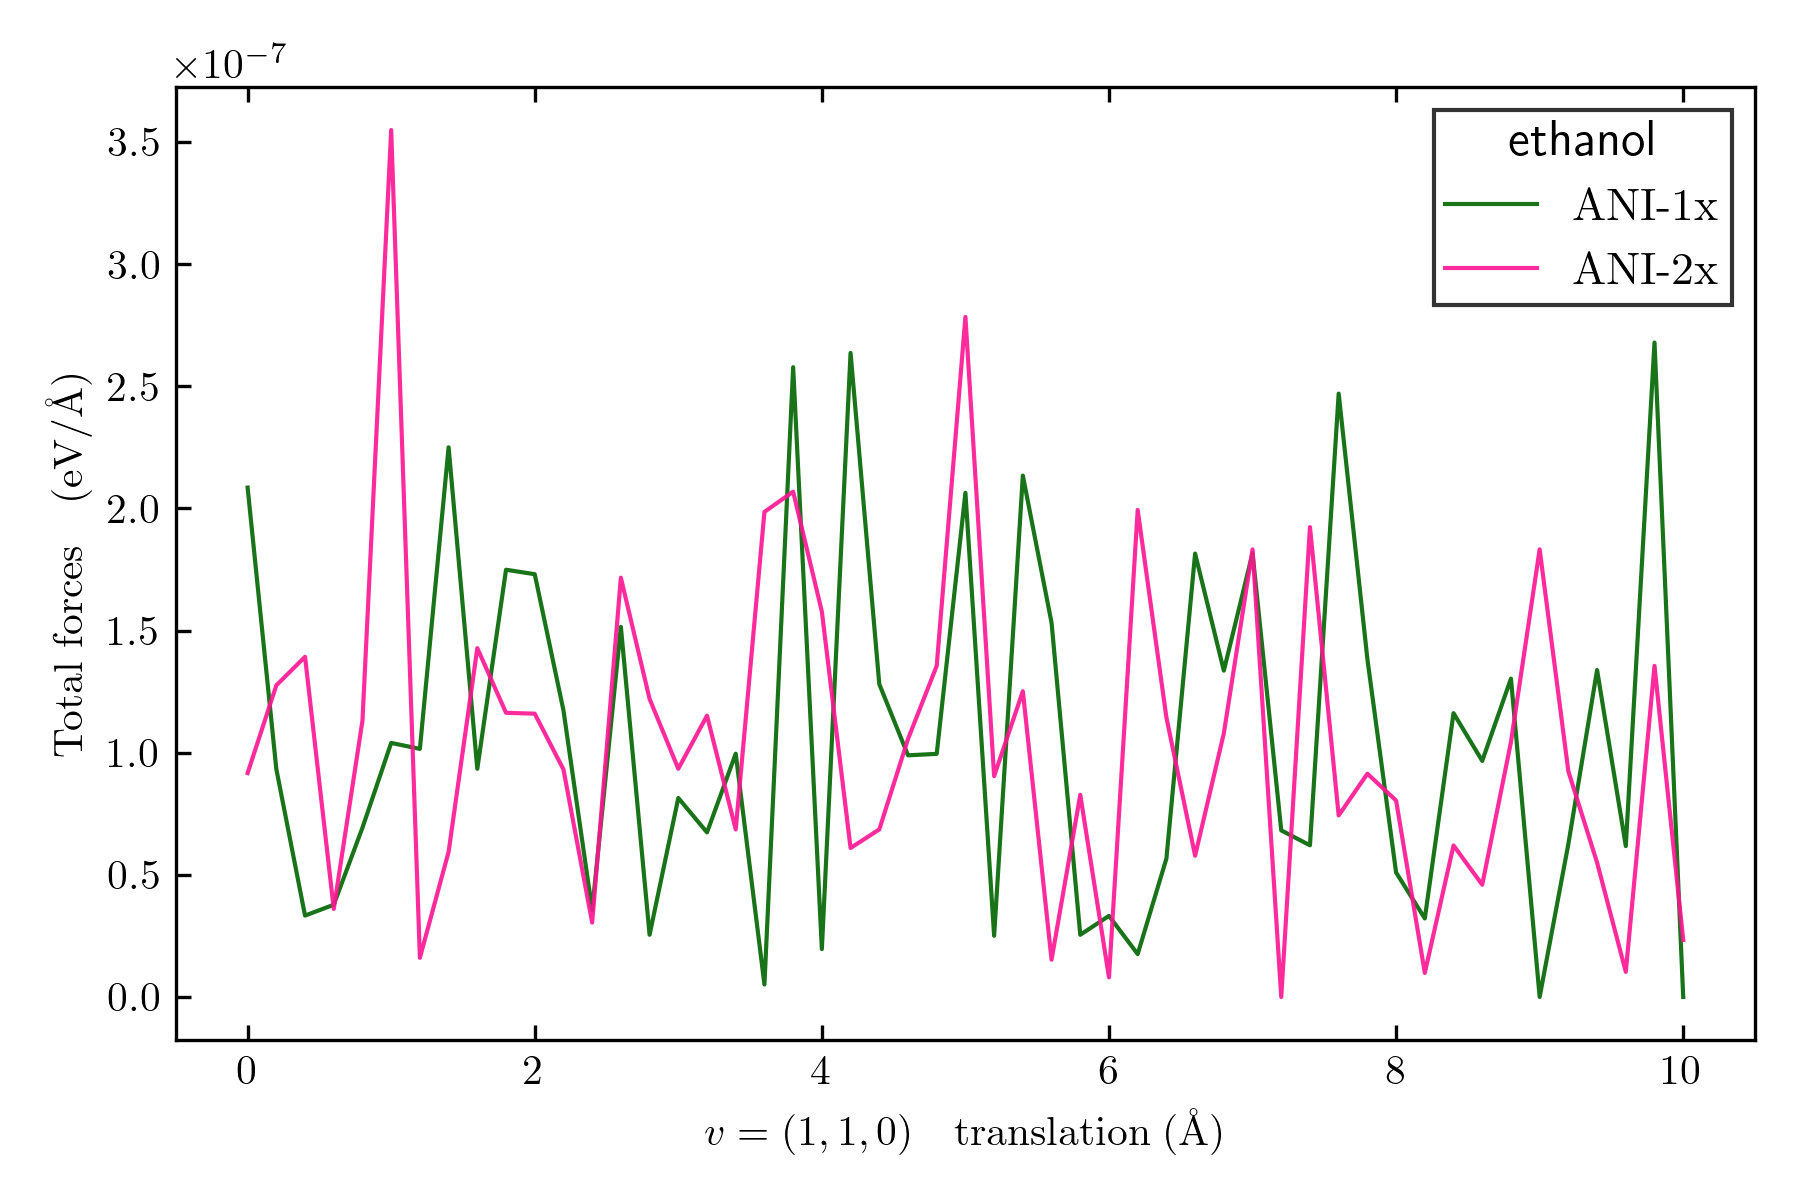 ×10⁻⁷
3.5
3.0
2.5
2.0
1.5
1.0
0.5
0.0
Total forces (eV/Å)
ethanol
ANI-1x
ANI-2x
0 2 4 6 8 10
v = (1, 1, 0) translation (Å)